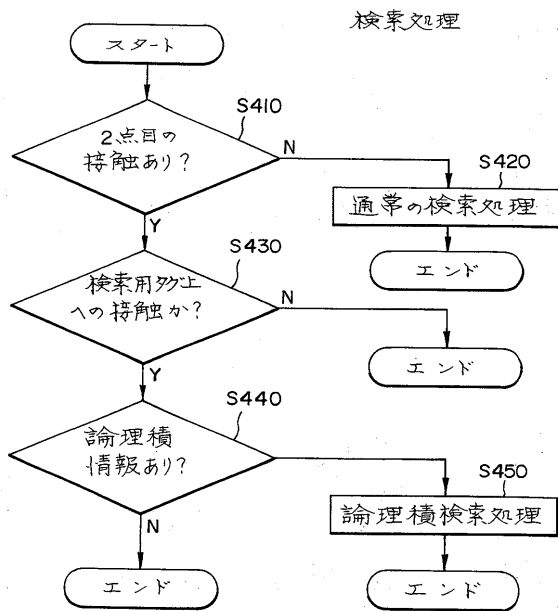 検索処理
スタート
S410
2点目の
接触あり?
N
S420
通常の検索処理
Y
エンド
S430
検索用タグ上
への接触か?
N
エンド
Y
S440
論理積
情報あり?
S450
論理積検索処理
N
エンド
エンド